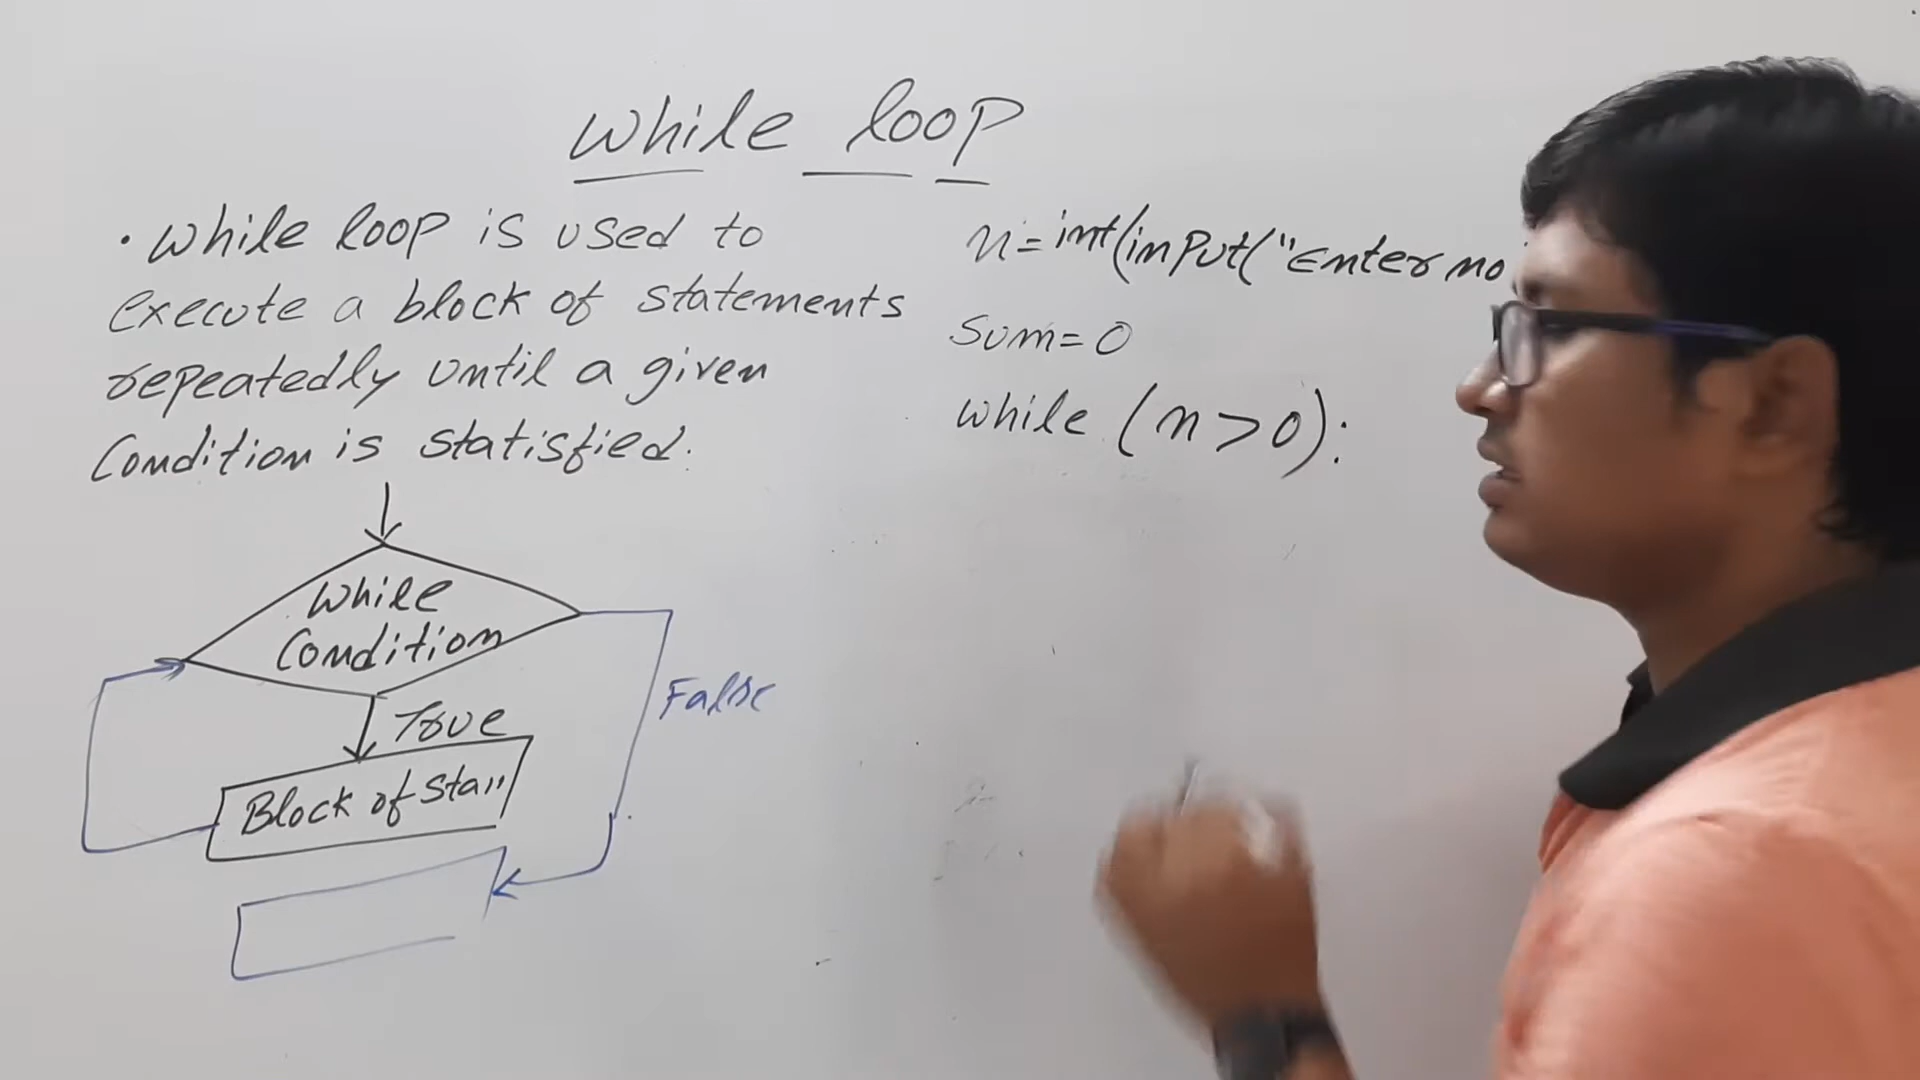 while loop
• while loop is used to
execute a block of statements
repeatedly until a given
Condition is statisfied.
n=int(input("Enter no
sum=0
while (n>0):
While
Condition
True
False
Block of Sta